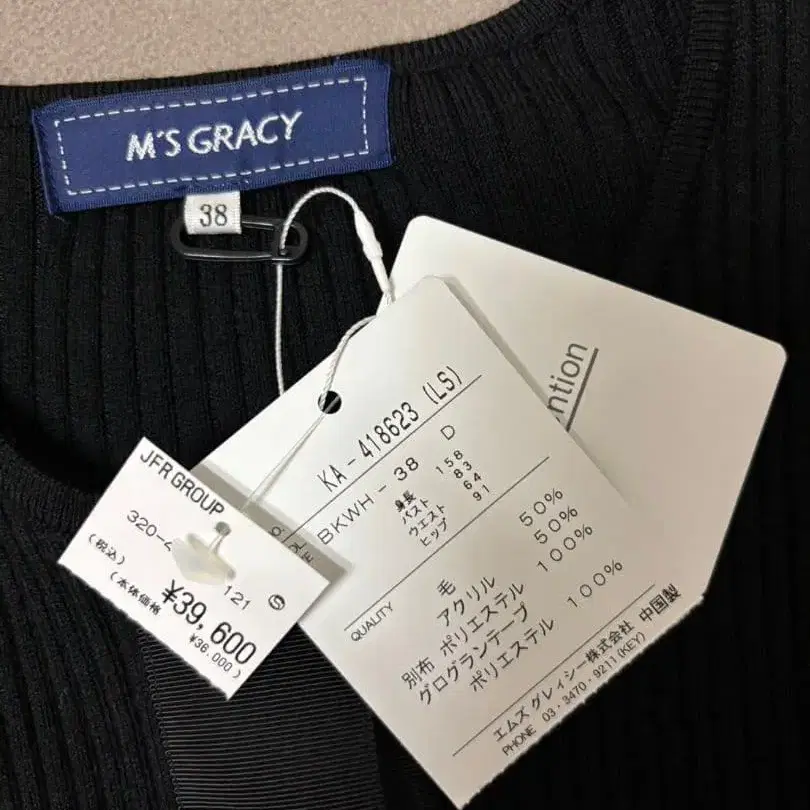 M'S GRACY
38
ntion
KA-418623 (LS)
BKWH-38 D
身長 158
バスト 83
ウエスト 64
ヒップ 91
QUALITY
毛 50%
アクリル 50%
別布 ポリエステル 100%
グログランテープ
ポリエステル 100%
エムズ グレィシー株式会社 中国製
PHONE 03・3470・9211(KEY)
JFR GROUP
121 S
(税込) ¥39,600
(本体価格 ¥36,000)